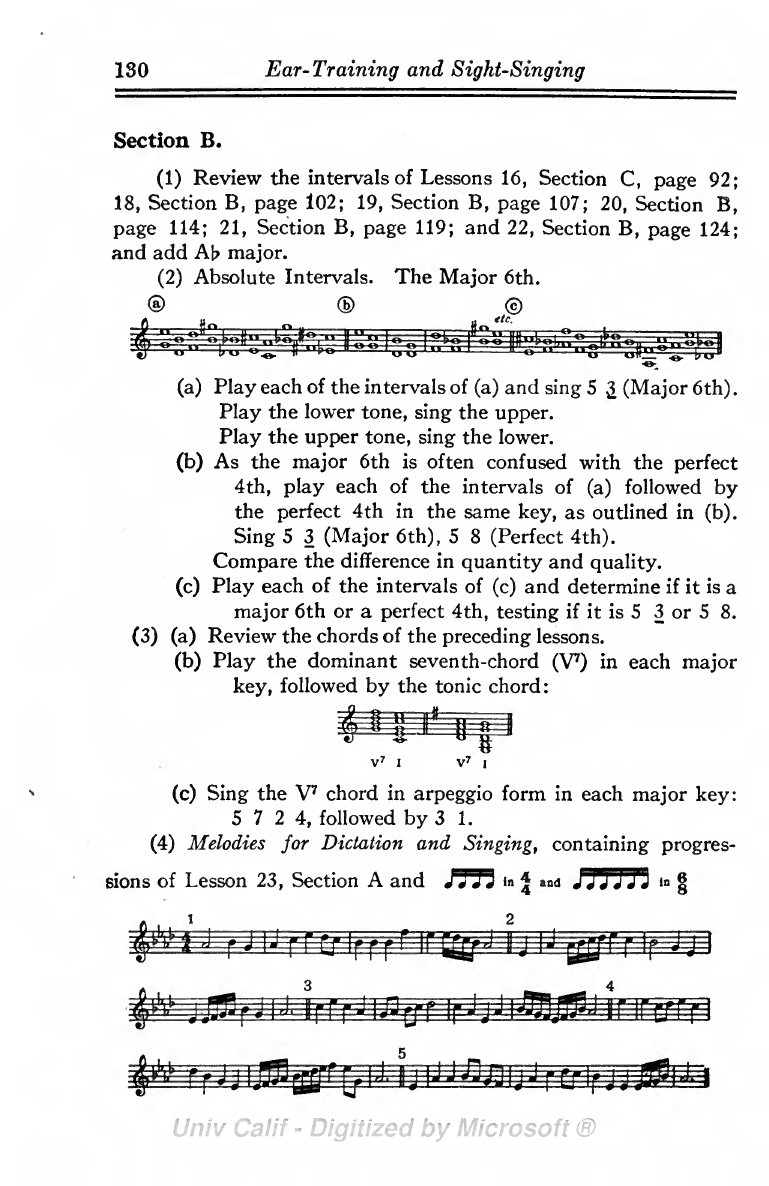 130 Ear-Training and Sight-Singing
Section B.
(1) Review the intervals of Lessons 16, Section C, page 92;
18, Section B, page 102; 19, Section B, page 107; 20, Section B,
page 114; 21, Section B, page 119; and 22, Section B, page 124;
and add A♭ major.
(2) Absolute Intervals. The Major 6th.
ⓐ ⓑ ⓒ
etc.
(a) Play each of the intervals of (a) and sing 5 3̲ (Major 6th).
Play the lower tone, sing the upper.
Play the upper tone, sing the lower.
(b) As the major 6th is often confused with the perfect
4th, play each of the intervals of (a) followed by
the perfect 4th in the same key, as outlined in (b).
Sing 5 3̲ (Major 6th), 5 8 (Perfect 4th).
Compare the difference in quantity and quality.
(c) Play each of the intervals of (c) and determine if it is a
major 6th or a perfect 4th, testing if it is 5 3̲ or 5 8.
(3) (a) Review the chords of the preceding lessons.
(b) Play the dominant seventh-chord (V⁷) in each major
key, followed by the tonic chord:
V⁷ I V⁷ I
(c) Sing the V⁷ chord in arpeggio form in each major key:
5 7 2 4, followed by 3 1.
(4) Melodies for Dictation and Singing, containing progres-
sions of Lesson 23, Section A and in 4/4 and in 6/8
1 2
3 4
5
Univ Calif - Digitized by Microsoft ®